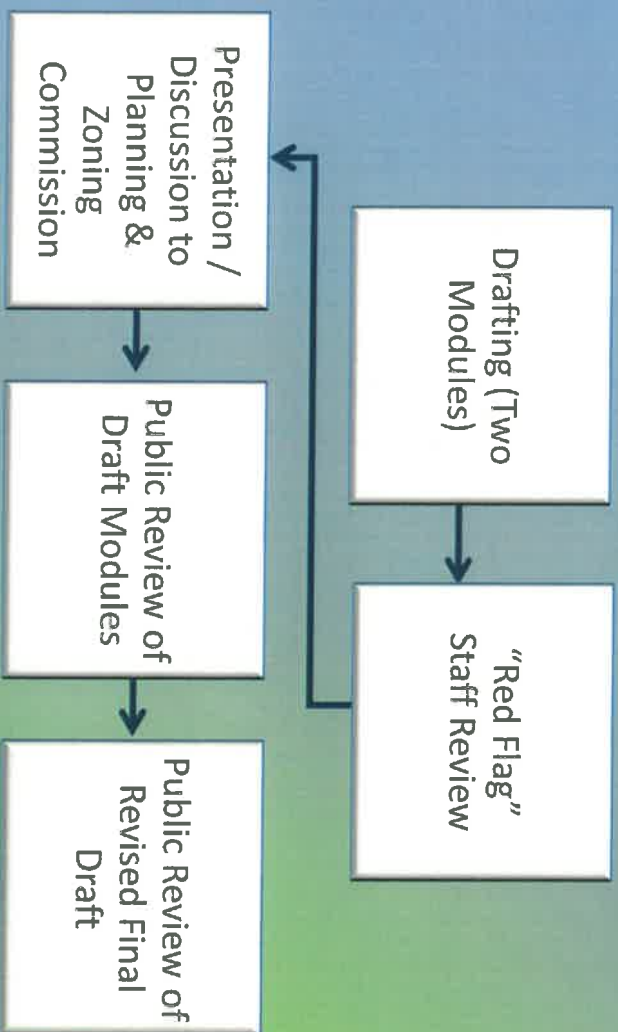 Drafting (Two
Modules)
“Red Flag”
Staff Review
Presentation /
Discussion to
Planning &
Zoning
Commission
Public Review of
Draft Modules
Public Review of
Revised Final
Draft